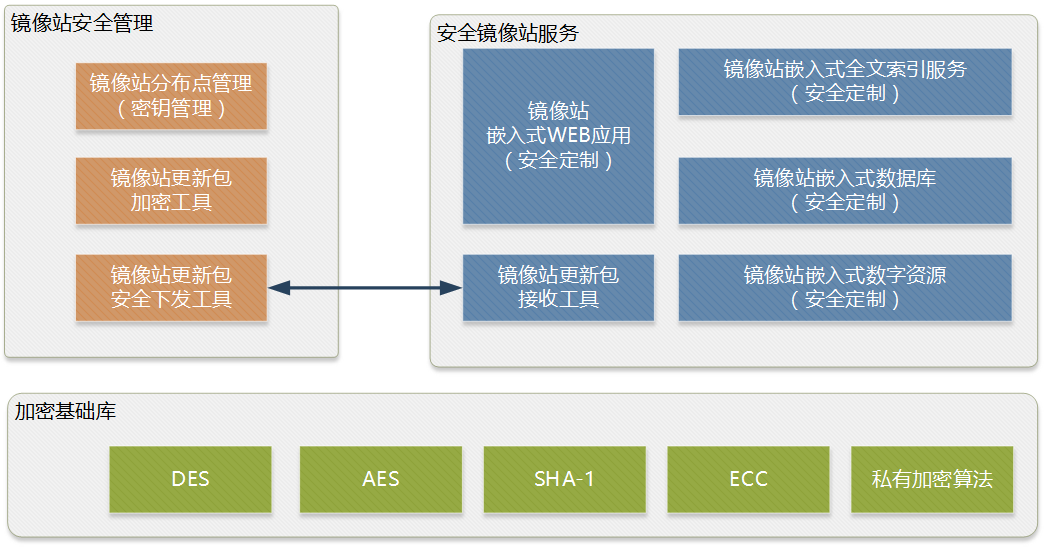 镜像站安全管理
镜像站分布点管理
（密钥管理）
镜像站更新包
加密工具
镜像站更新包
安全下发工具
安全镜像站服务
镜像站
嵌入式WEB应用
（安全定制）
镜像站嵌入式全文索引服务
（安全定制）
镜像站嵌入式数据库
（安全定制）
镜像站更新包
接收工具
镜像站嵌入式数字资源
（安全定制）
加密基础库
DES
AES
SHA-1
ECC
私有加密算法